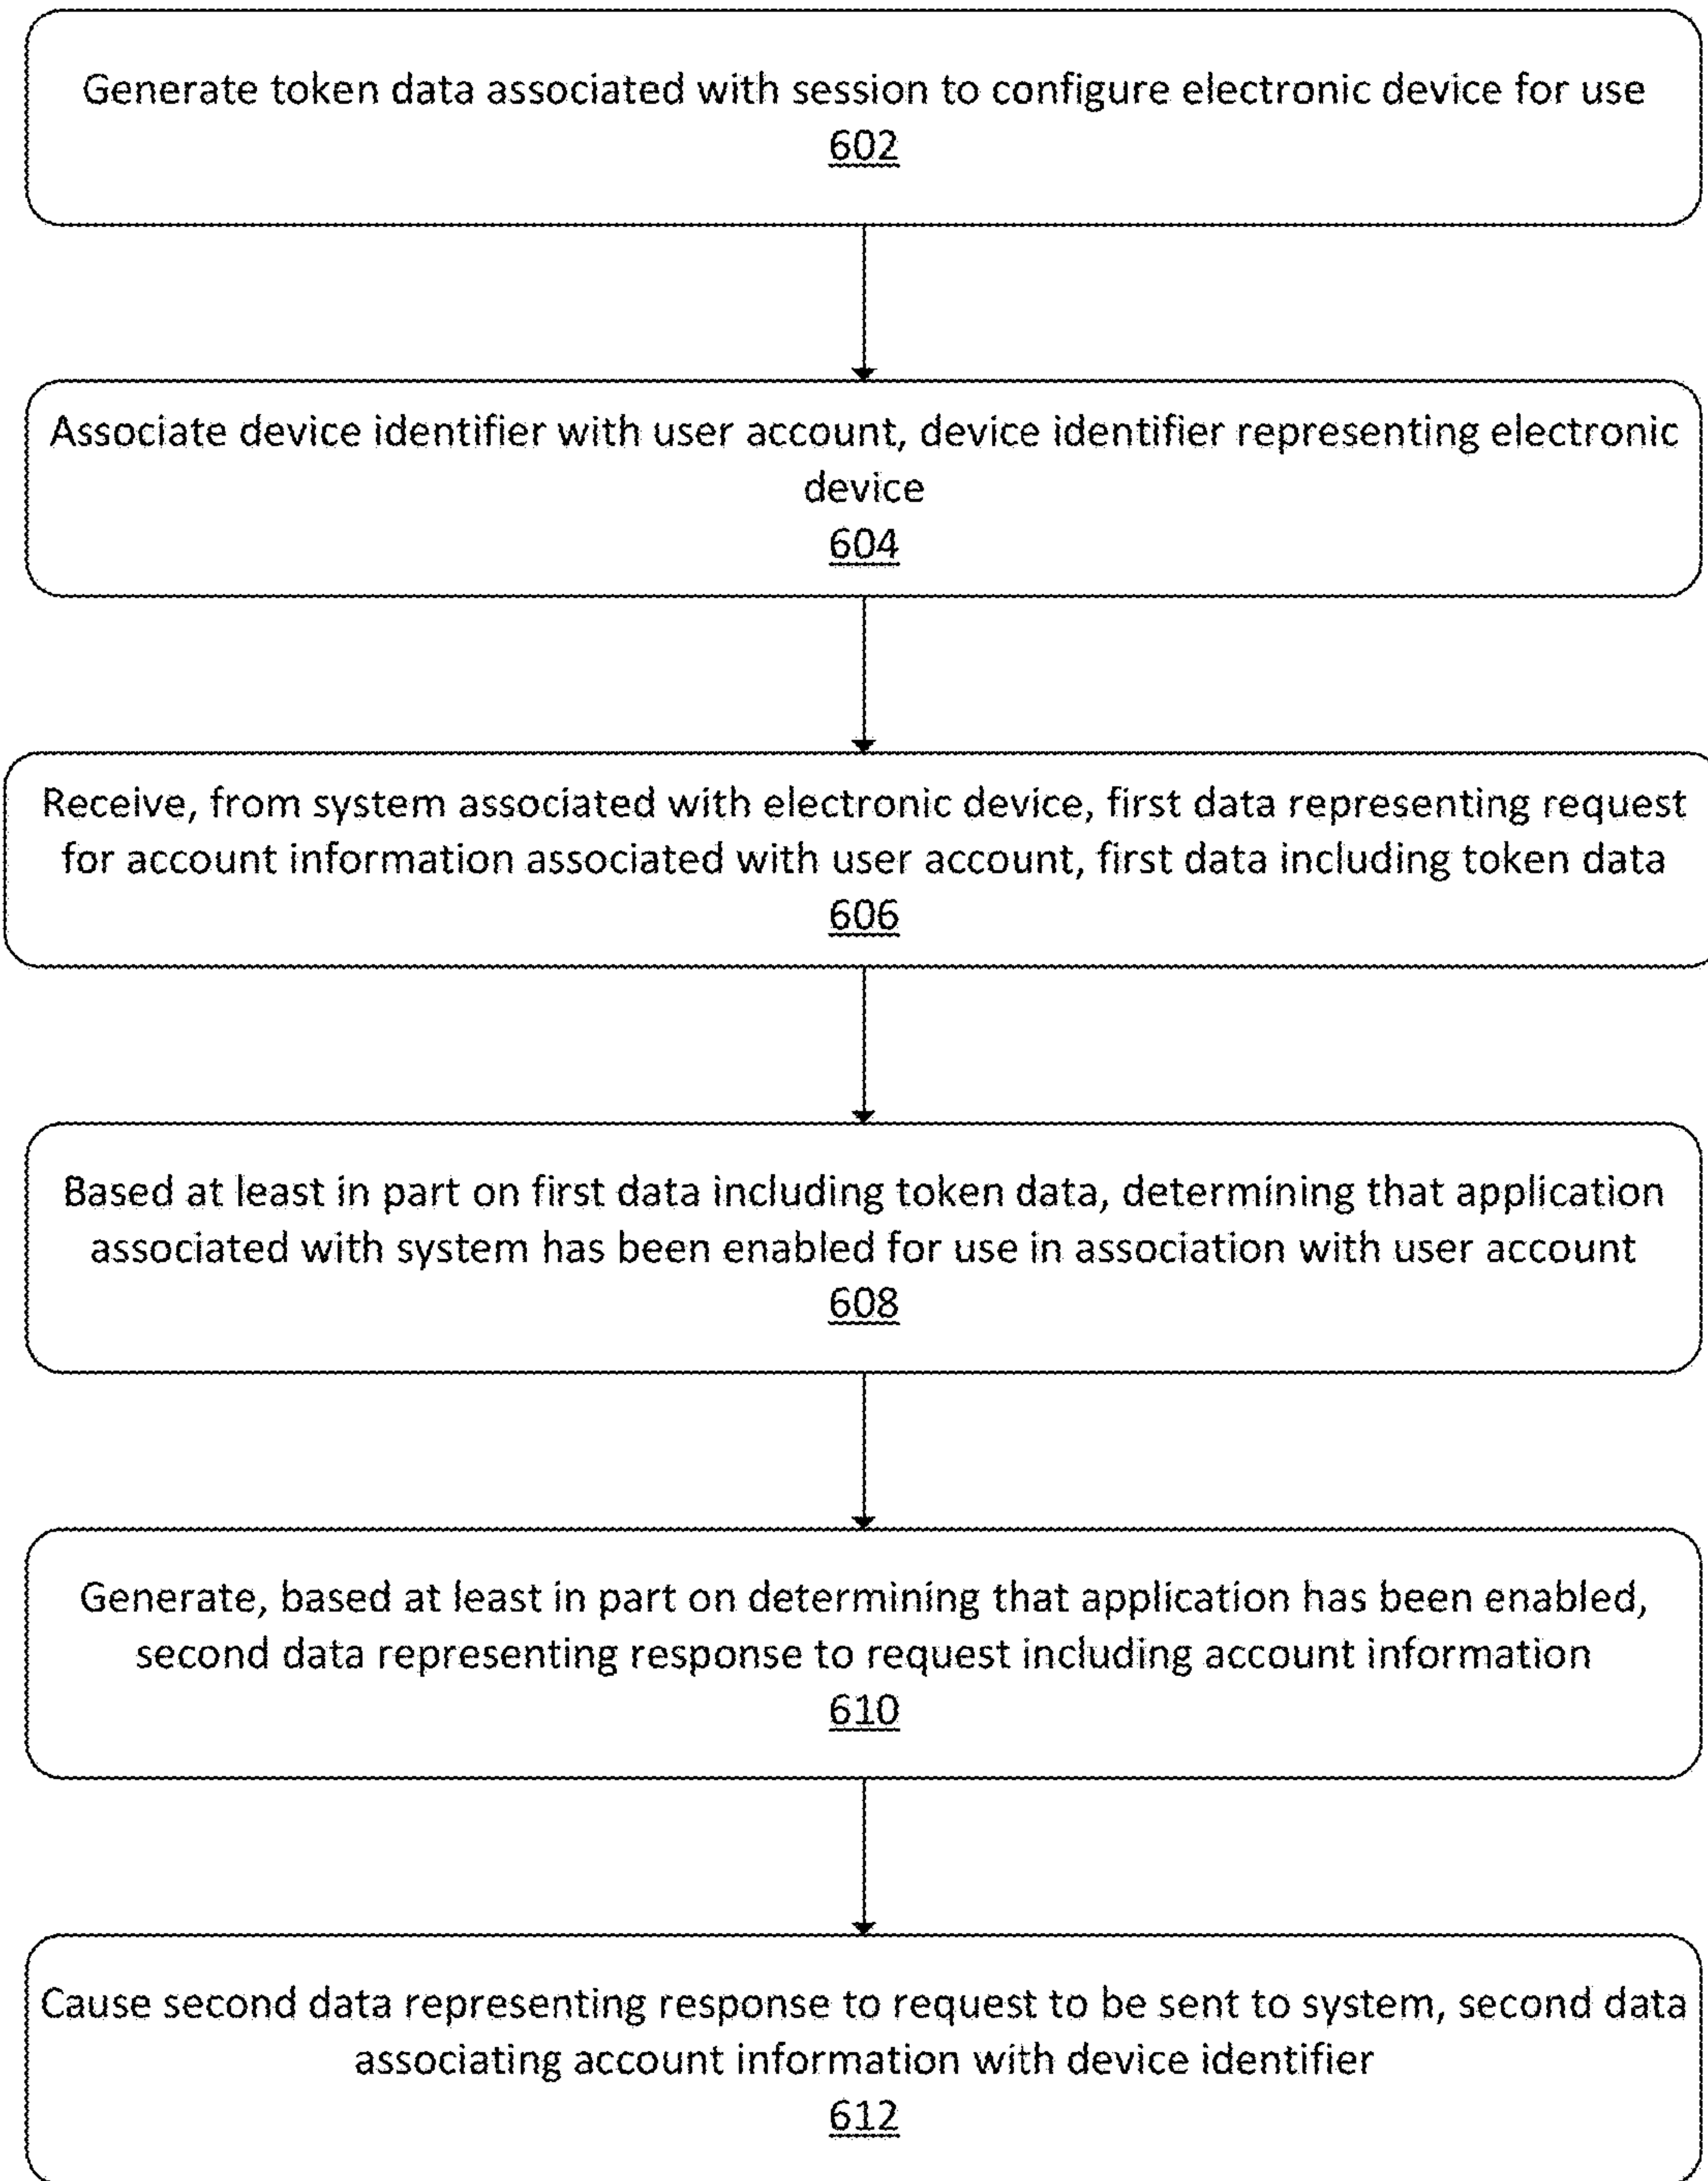 Generate token data associated with session to configure electronic device for use
602
Associate device identifier with user account, device identifier representing electronic
device
604
Receive, from system associated with electronic device, first data representing request
for account information associated with user account, first data including token data
606
Based at least in part on first data including token data, determining that application
associated with system has been enabled for use in association with user account
608
Generate, based at least in part on determining that application has been enabled,
second data representing response to request including account information
610
Cause second data representing response to request to be sent to system, second data
associating account information with device identifier
612